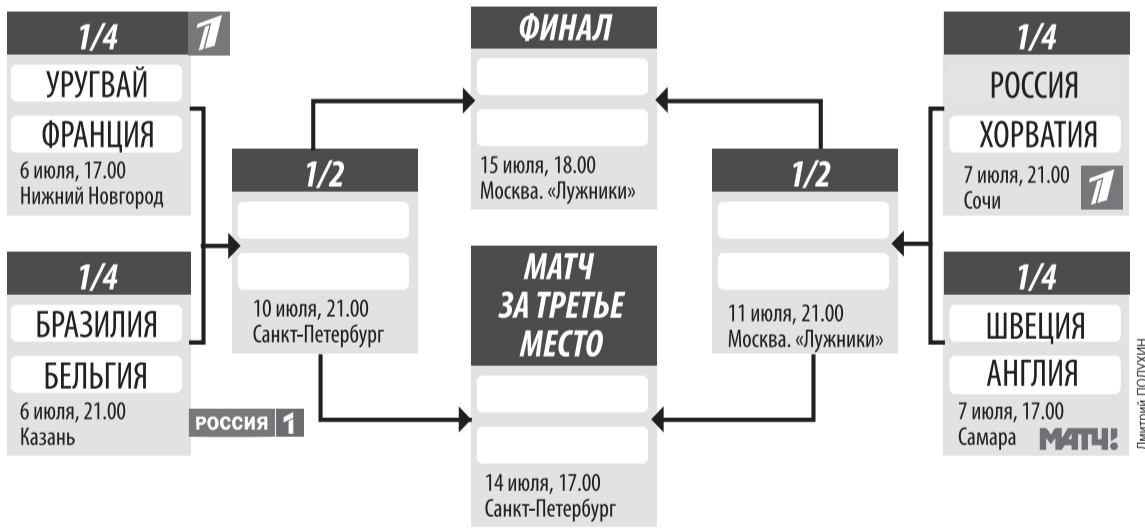 1/4
1
УРУГВАЙ
ФРАНЦИЯ
6 июля, 17.00
Нижний Новгород
1/4
БРАЗИЛИЯ
БЕЛЬГИЯ
6 июля, 21.00
Казань
РОССИЯ 1
1/2
10 июля, 21.00
Санкт-Петербург
ФИНАЛ
15 июля, 18.00
Москва. «Лужники»
МАТЧ
ЗА ТРЕТЬЕ
МЕСТО
14 июля, 17.00
Санкт-Петербург
1/2
11 июля, 21.00
Москва. «Лужники»
1/4
РОССИЯ
ХОРВАТИЯ
7 июля, 21.00
Сочи
1
1/4
ШВЕЦИЯ
АНГЛИЯ
7 июля, 17.00
Самара
МАТЧ!
Дмитрий ПОЛУХИН